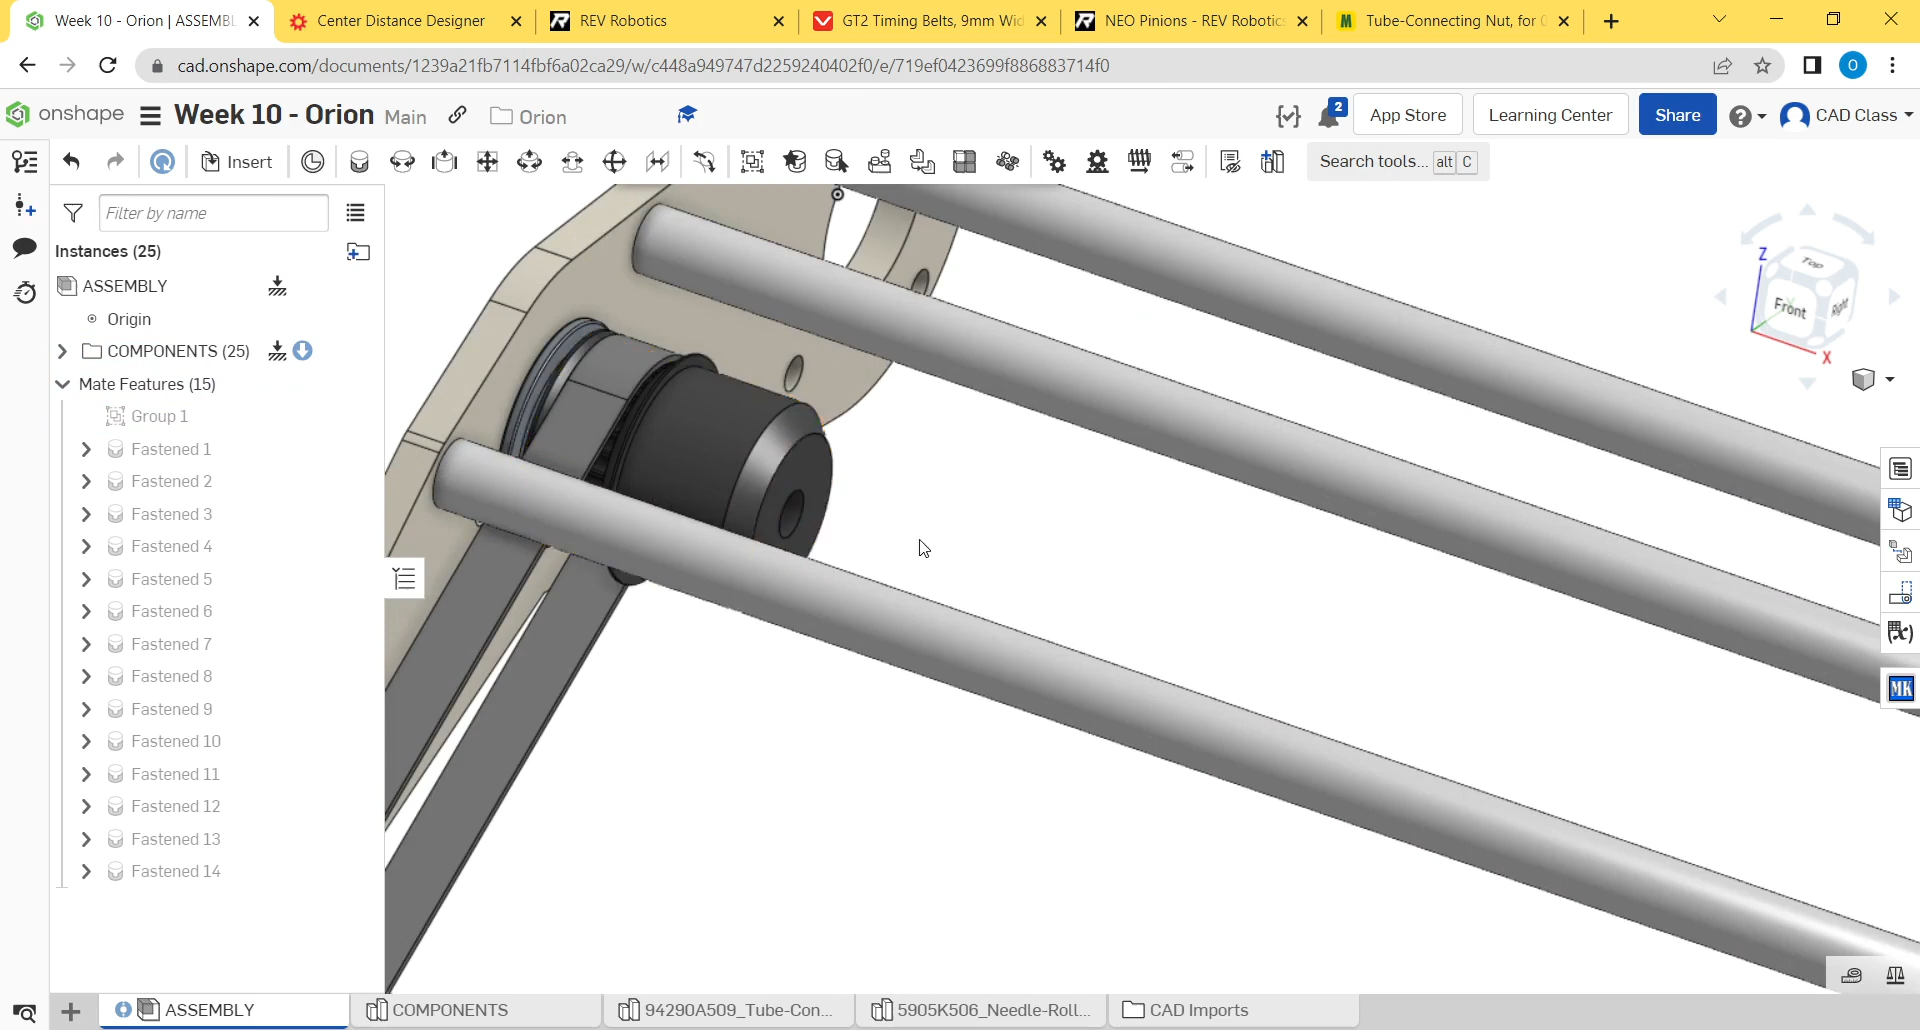 Week 10 - Orion | ASSEMBL
Center Distance Designer
REV Robotics
GT2 Timing Belts, 9mm Wid
NEO Pinions - REV Robotics
Tube-Connecting Nut, for
cad.onshape.com/documents/1239a21fb7114fbf6a02ca29/w/c448a949747d2259240402f0/e/719ef0423699f886883714f0
O
onshape
Week 10 - Orion
Main
Orion
2
App Store
Learning Center
Share
CAD Class
Insert
Search tools... alt C
Filter by name
Instances (25)
ASSEMBLY
Origin
COMPONENTS (25)
Mate Features (15)
Group 1
Fastened 1
Fastened 2
Fastened 3
Fastened 4
Fastened 5
Fastened 6
Fastened 7
Fastened 8
Fastened 9
Fastened 10
Fastened 11
Fastened 12
Fastened 13
Fastened 14
Z
Top
Front
Right
X
MK
ASSEMBLY
COMPONENTS
94290A509_Tube-Con...
5905K506_Needle-Roll...
CAD Imports